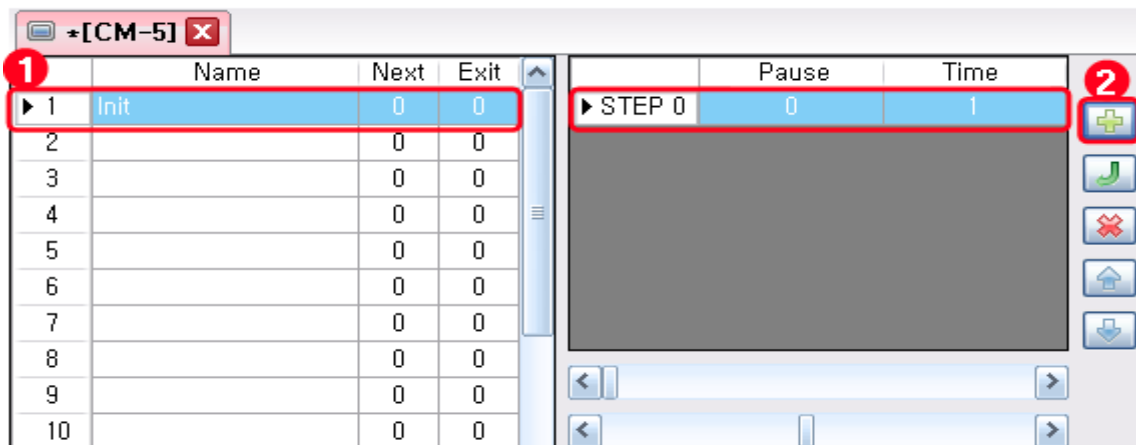 *[CM-5]
1
Name Next Exit
1 Init 0 0
2 0 0
3 0 0
4 0 0
5 0 0
6 0 0
7 0 0
8 0 0
9 0 0
10 0 0
Pause Time
STEP 0 0 1
2